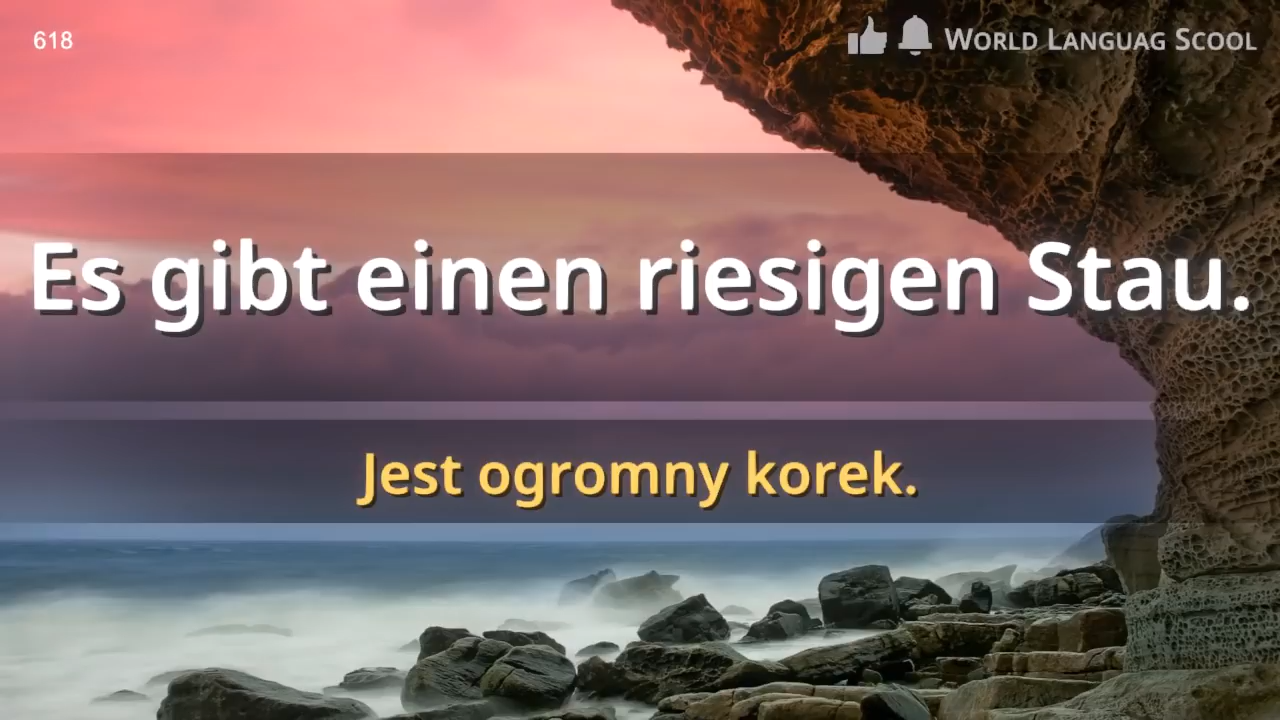 618
WORLD LANGUAG SCOOL
Es gibt einen riesigen Stau.
Jest ogromny korek.